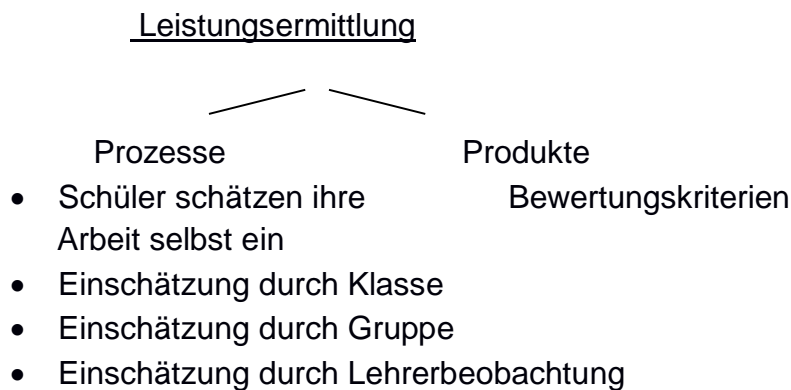 Leistungsermittlung
Prozesse Produkte
• Schüler schätzen ihre Bewertungskriterien
Arbeit selbst ein
• Einschätzung durch Klasse
• Einschätzung durch Gruppe
• Einschätzung durch Lehrerbeobachtung